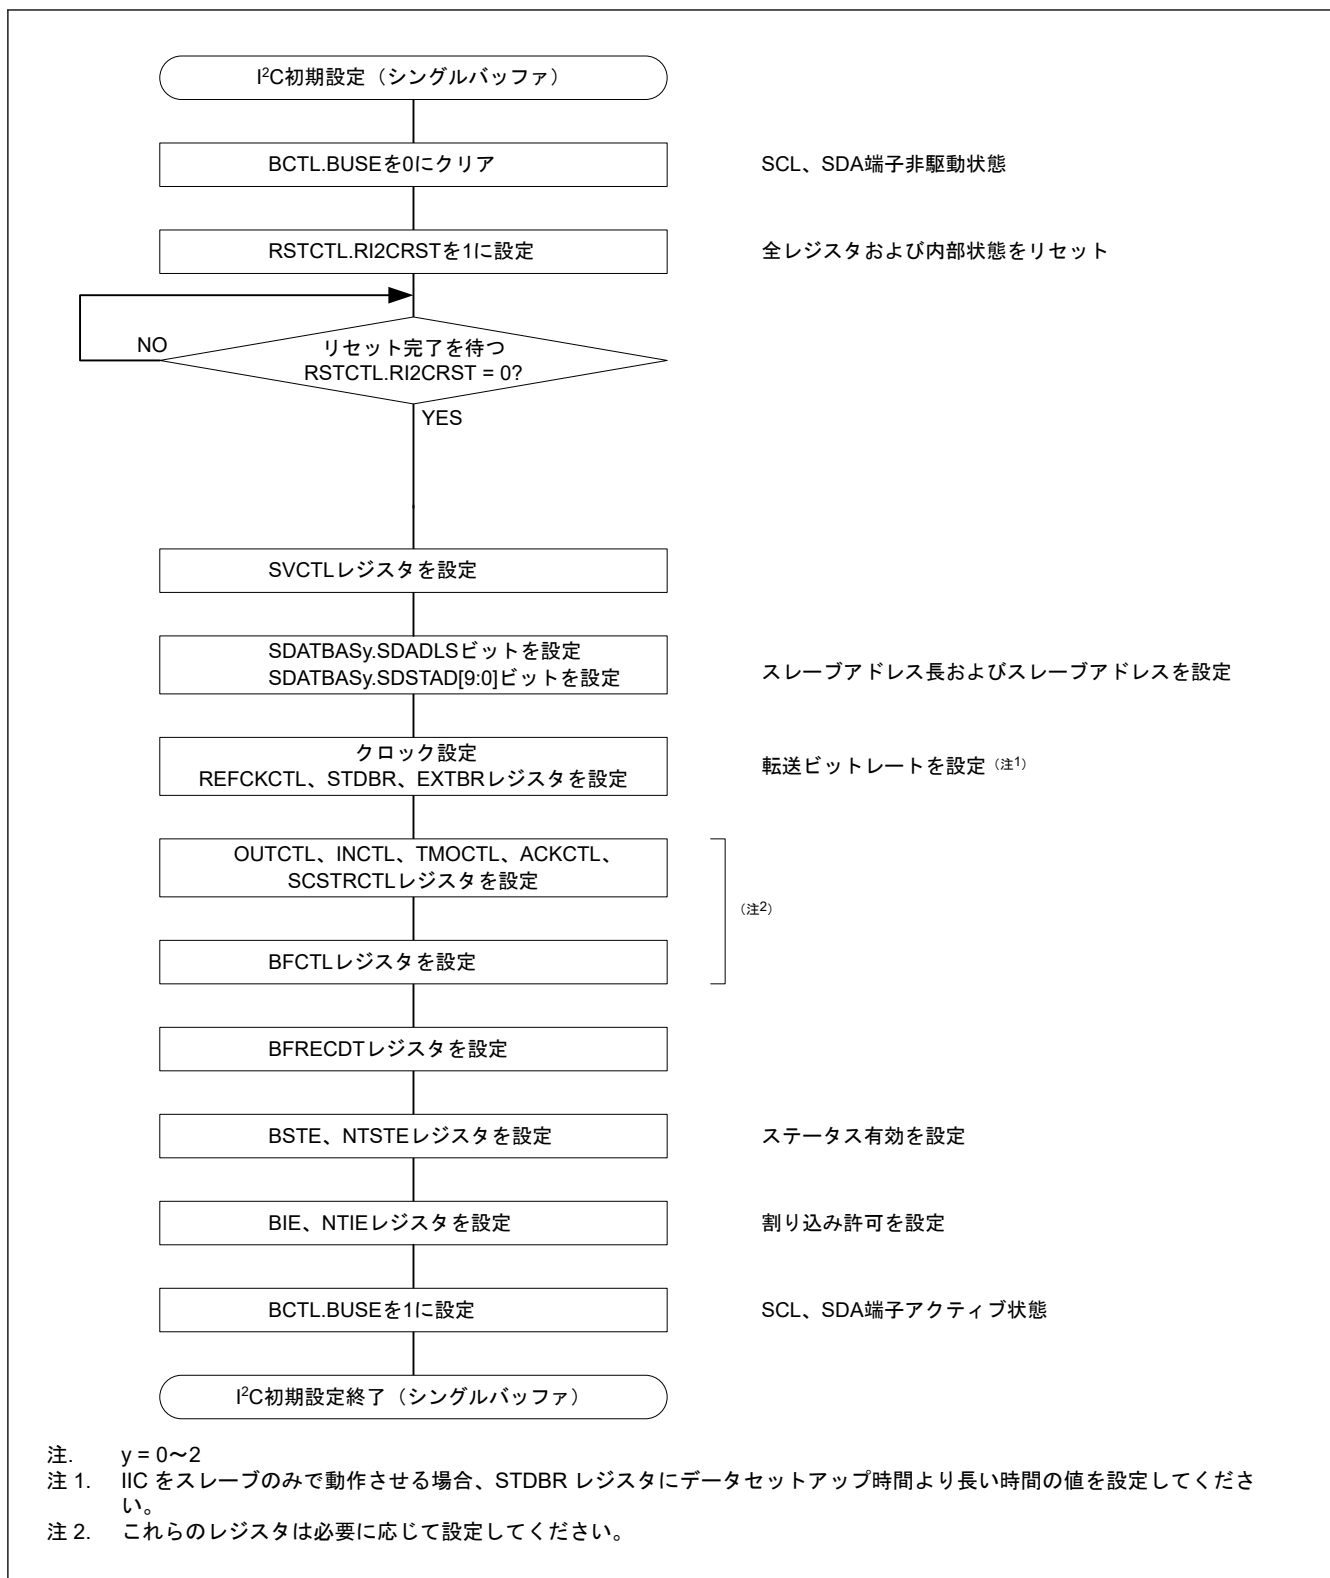 I²C初期設定（シングルバッファ）
BCTL.BUSEを0にクリア
SCL、SDA端子非駆動状態
RSTCTL.RI2CRSTを1に設定
全レジスタおよび内部状態をリセット
NO
リセット完了を待つ
RSTCTL.RI2CRST = 0?
YES
SVCTLレジスタを設定
SDATBASy.SDADLSビットを設定
SDATBASy.SDSTAD[9:0]ビットを設定
スレーブアドレス長およびスレーブアドレスを設定
クロック設定
REFCKCTL、STDBR、EXTBRレジスタを設定
転送ビットレートを設定（注1）
OUTCTL、INCTL、TMOCTL、ACKCTL、
SCSTRCTLレジスタを設定
（注2）
BFCTLレジスタを設定
BFRECDTレジスタを設定
BSTE、NTSTEレジスタを設定
ステータス有効を設定
BIE、NTIEレジスタを設定
割り込み許可を設定
BCTL.BUSEを1に設定
SCL、SDA端子アクティブ状態
I²C初期設定終了（シングルバッファ）
注. y = 0～2
注 1. IIC をスレーブのみで動作させる場合、STDBR レジスタにデータセットアップ時間より長い時間の値を設定してくださ
い。
注 2. これらのレジスタは必要に応じて設定してください。